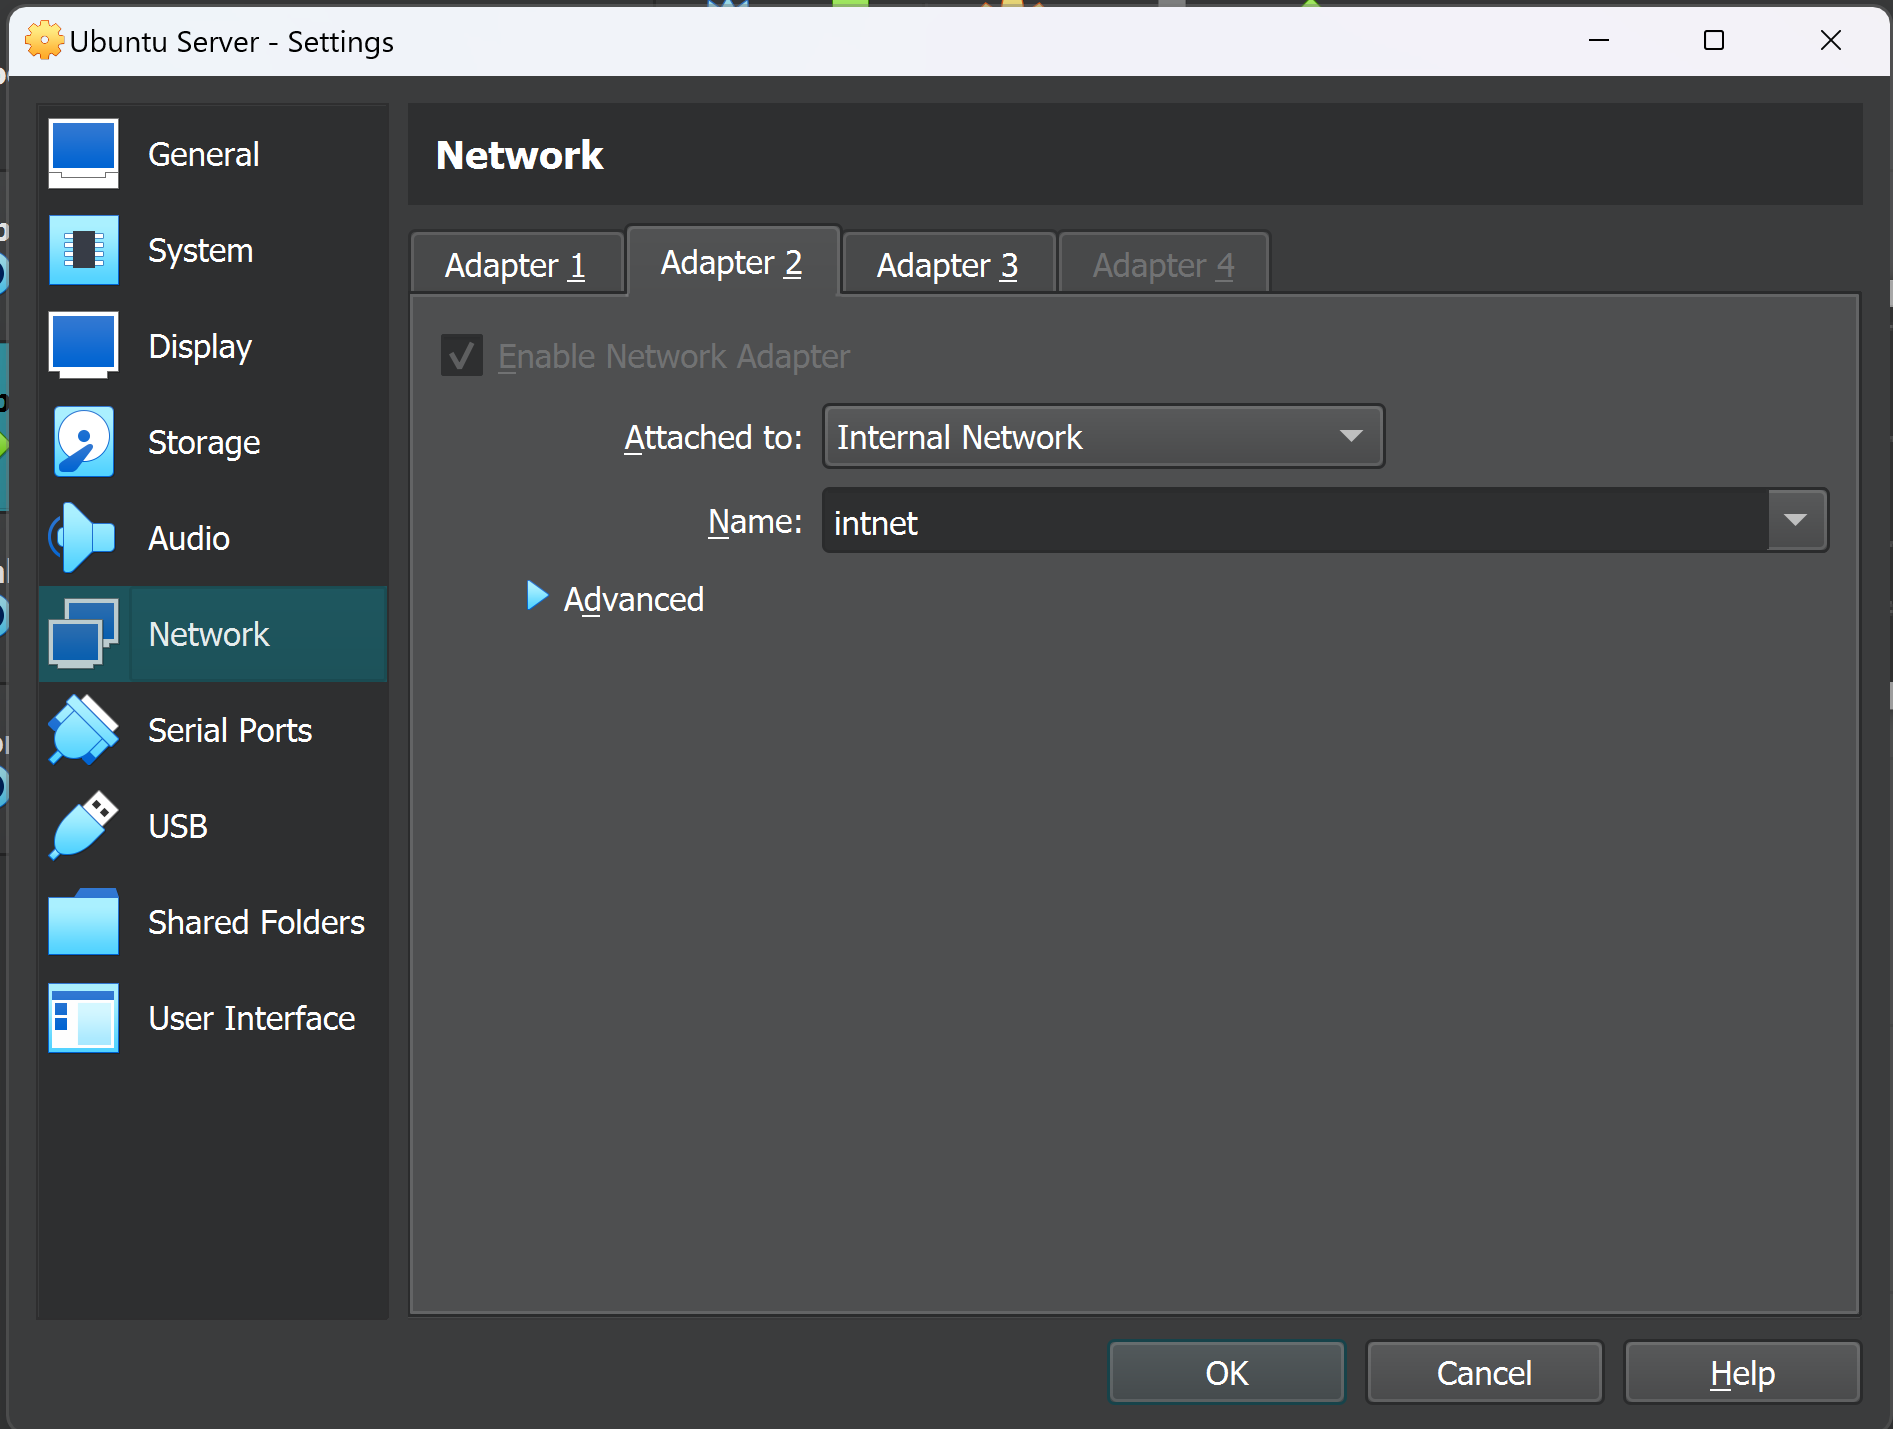 Ubuntu Server - Settings
General
System
Display
Storage
Audio
Network
Serial Ports
USB
Shared Folders
User Interface
Network
Adapter 1
Adapter 2
Adapter 3
Adapter 4
Enable Network Adapter
Attached to: Internal Network
Name: intnet
Advanced
OK
Cancel
Help